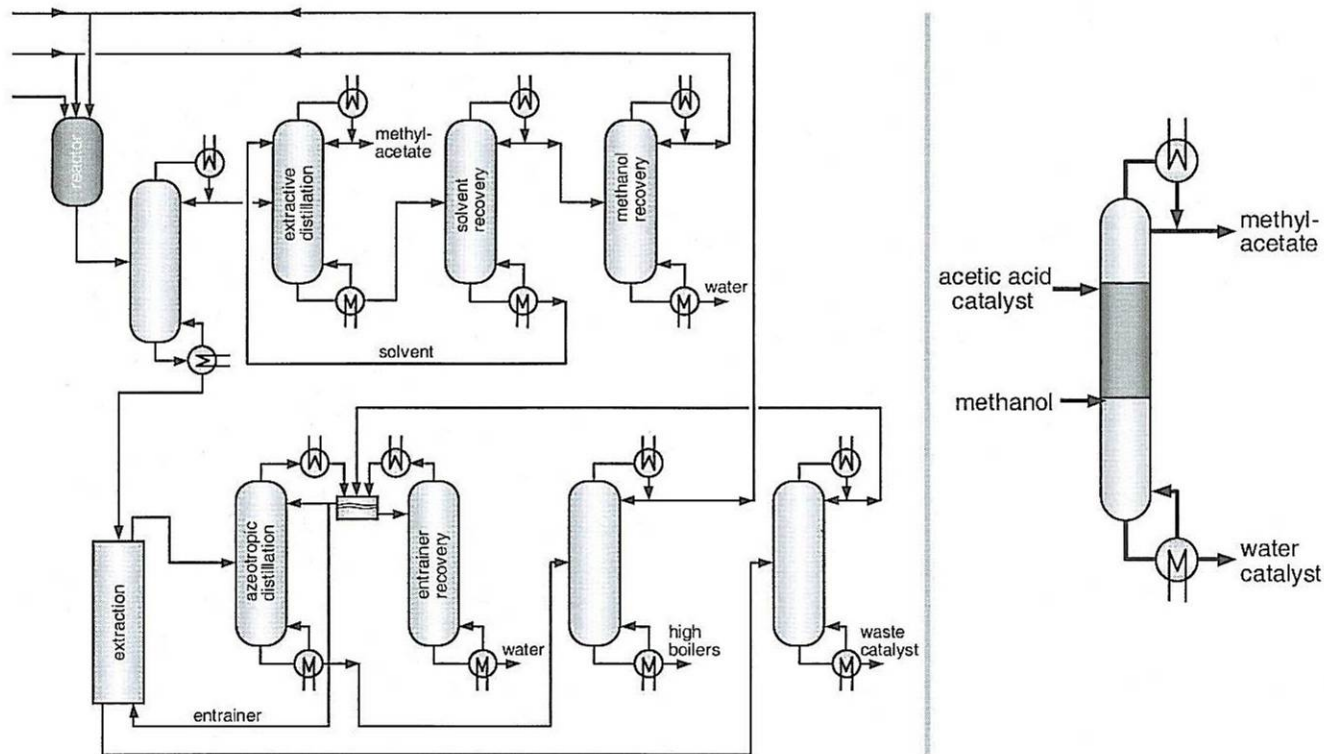 reactor
extractive
distillation
methyl-
acetate
solvent
recovery
methanol
recovery
water
solvent
extraction
azeotropic
distillation
entrainer
recovery
water
high
boilers
waste
catalyst
entrainer
acetic acid
catalyst
methanol
methyl-
acetate
water
catalyst